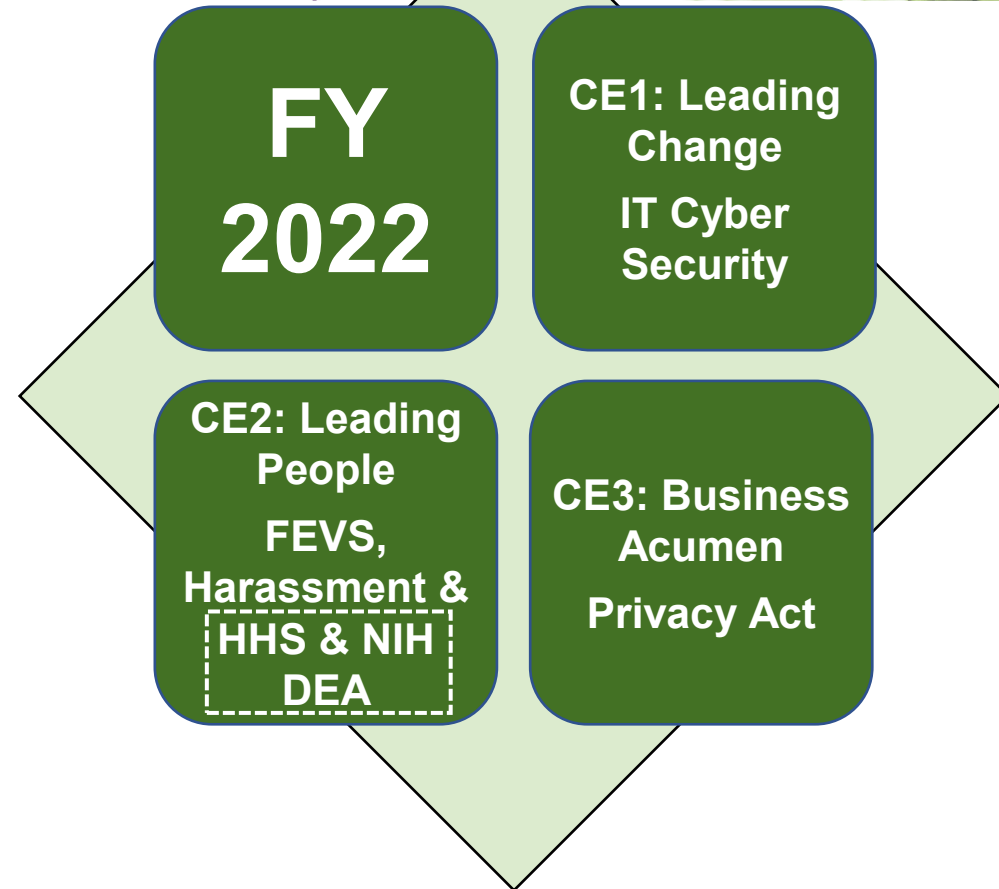 FY
2022
CE1: Leading
Change
IT Cyber
Security
CE2: Leading
People
FEVS,
Harassment &
HHS & NIH
DEA
CE3: Business
Acumen
Privacy Act